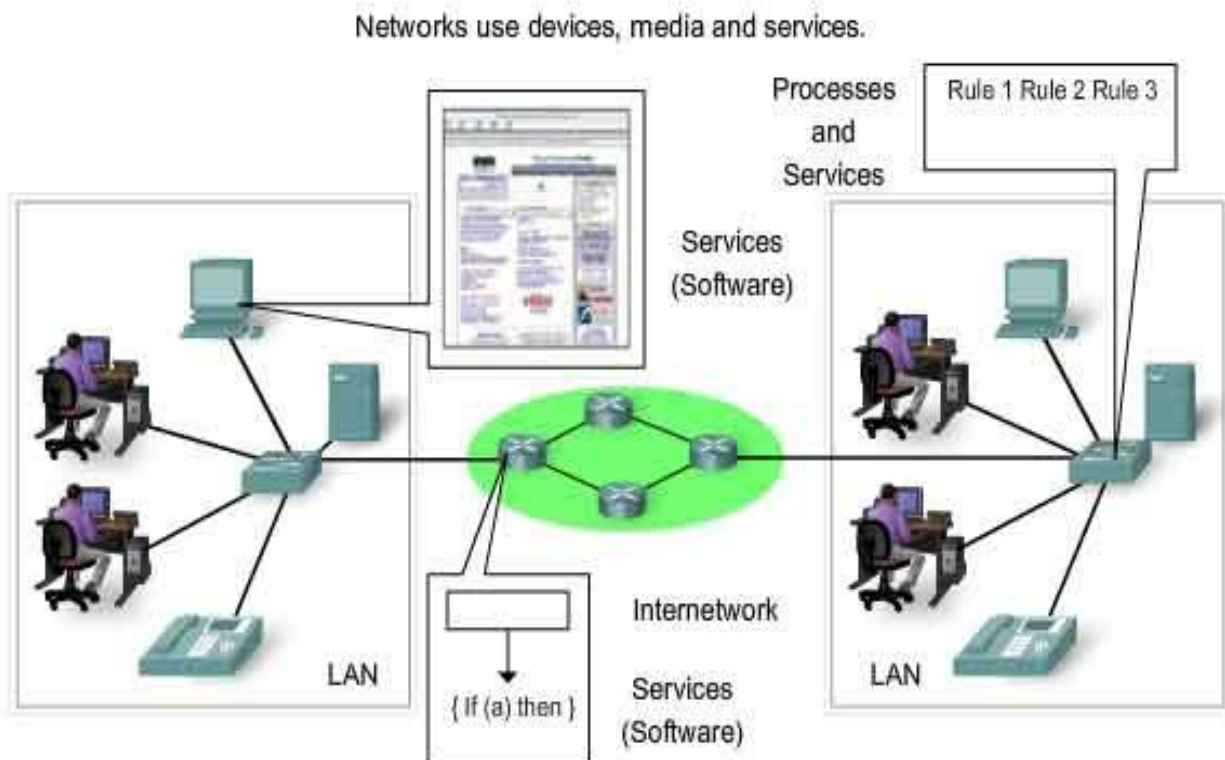 Networks use devices, media and services.
Processes
and
Services
Rule 1 Rule 2 Rule 3
Services
(Software)
LAN
{ If (a) then }
Internetwork
Services
(Software)
LAN